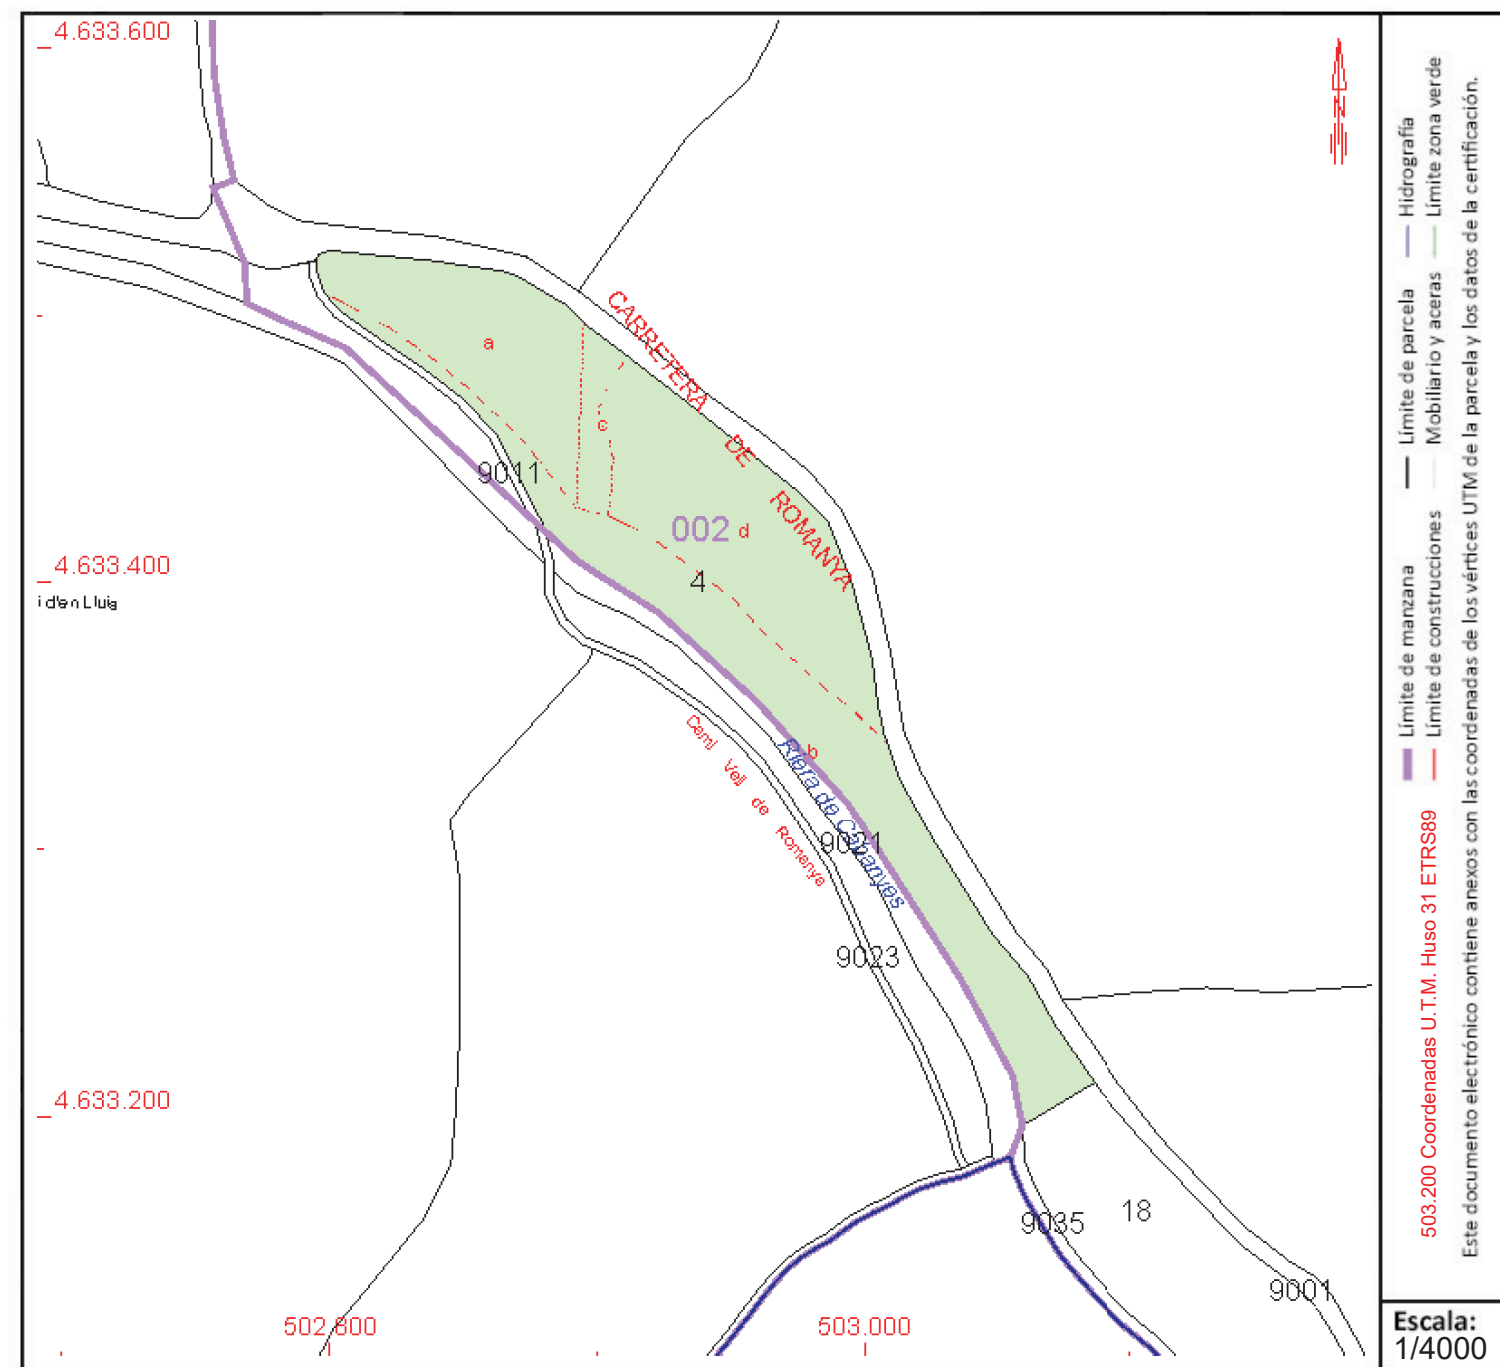 4.633.600
N
CARRETERA DE ROMANYA
a
c
9011
002
d
4.633.400
4
i d'en Lluis
Cami Vell de Romanya
b
Riera de Cabanyes
9021
9023
4.633.200
18
9035
9001
502.800
503.000
Límite de manzana
Límite de parcela
Hidrografía
Límite de construcciones
Mobiliario y aceras
Límite zona verde
503.200 Coordenadas U.T.M. Huso 31 ETRS89
Este documento electrónico contiene anexos con las coordenadas de los vértices UTM de la parcela y los datos de la certificación.
Escala:
1/4000